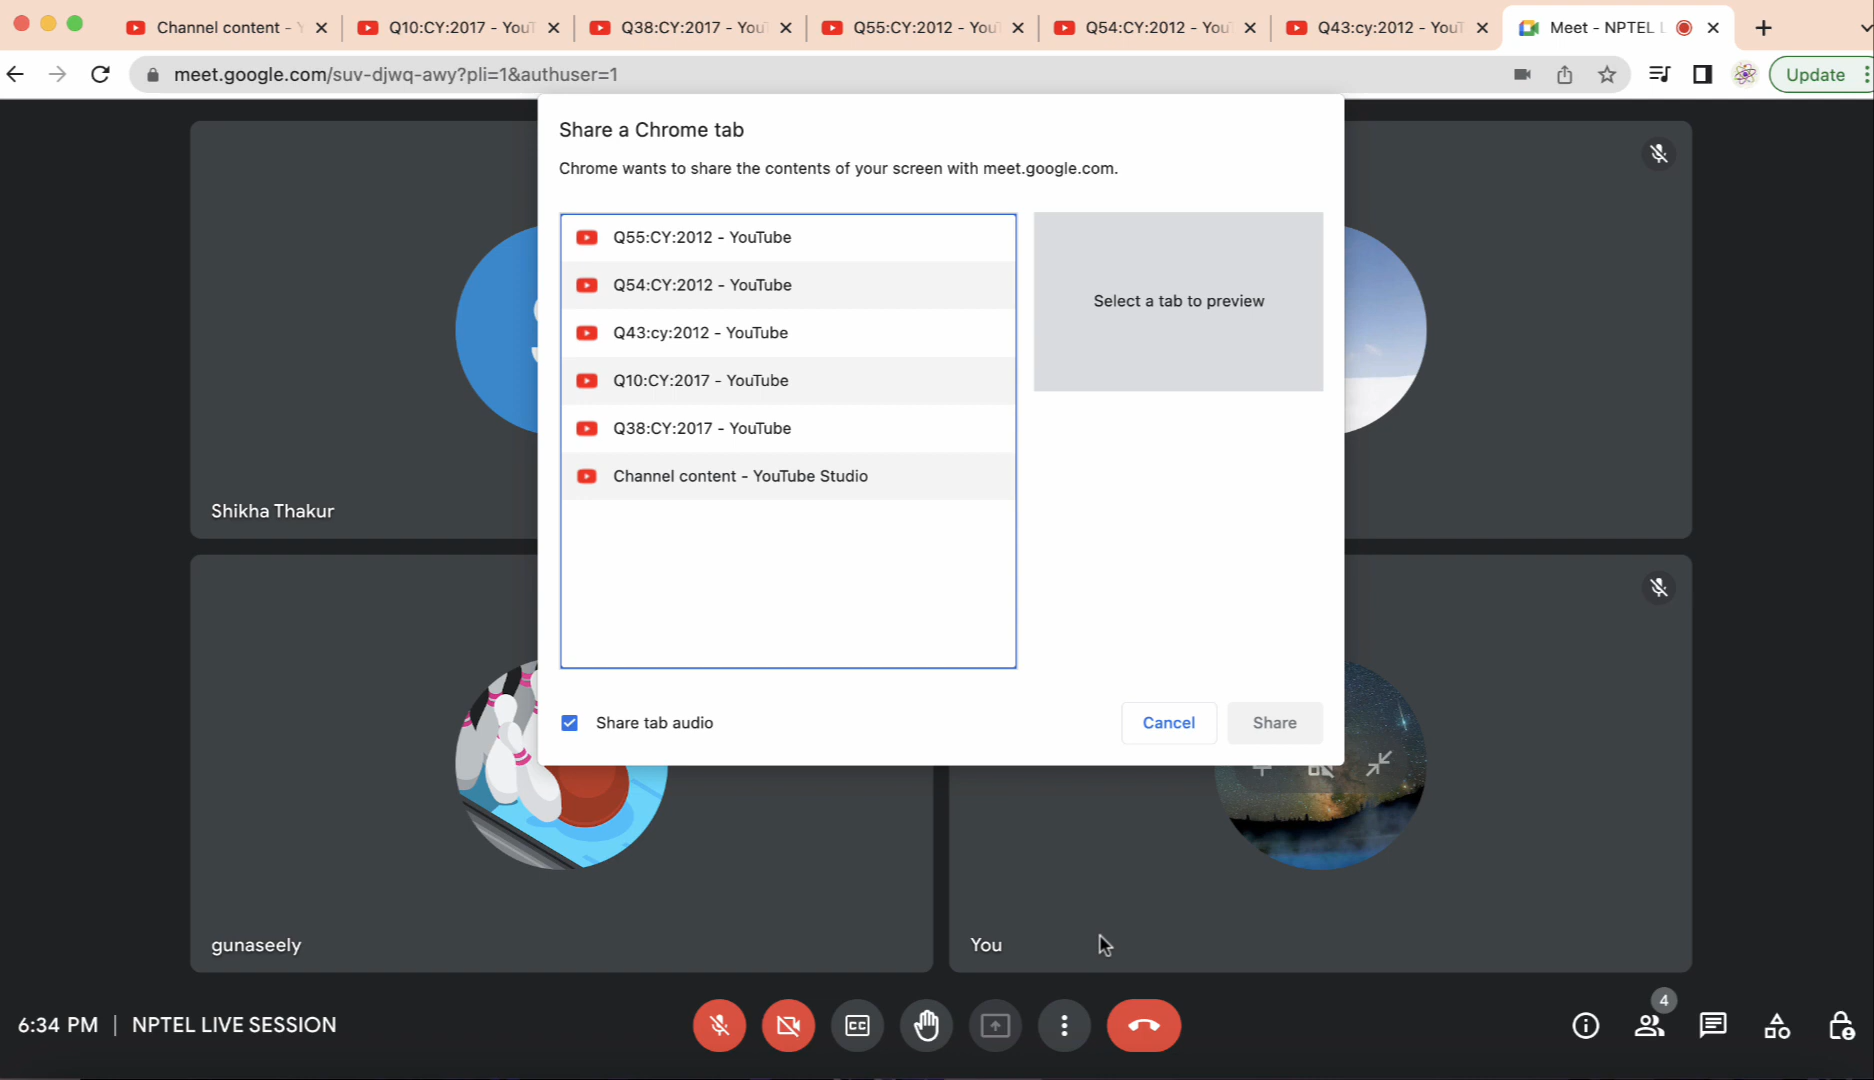 Channel content -
Q10:CY:2017 - YouT
Q38:CY:2017 - You
Q55:CY:2012 - You
Q54:CY:2012 - You
Q43:cy:2012 - YouT
Meet - NPTEL L
meet.google.com/suv-djwq-awy?pli=1&authuser=1
Update
Share a Chrome tab
Chrome wants to share the contents of your screen with meet.google.com.
Q55:CY:2012 - YouTube
Q54:CY:2012 - YouTube
Q43:cy:2012 - YouTube
Q10:CY:2017 - YouTube
Q38:CY:2017 - YouTube
Channel content - YouTube Studio
Select a tab to preview
Share tab audio
Cancel
Share
Shikha Thakur
gunaseely
You
6:34 PM | NPTEL LIVE SESSION
CC
4